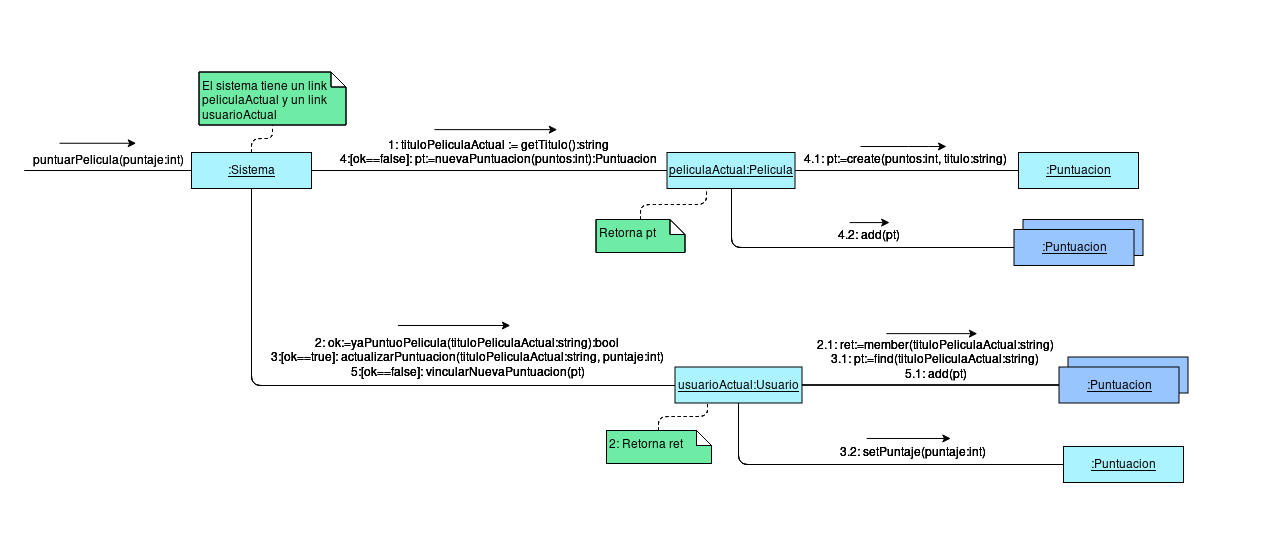 El sistema tiene un link
peliculaActual y un link
usuarioActual
puntuarPelicula(puntaje:int)
:Sistema
1: tituloPeliculaActual := getTitulo():string
4:[ok==false]: pt:=nuevaPuntuacion(puntos:int):Puntuacion
peliculaActual:Pelicula
4.1: pt:=create(puntos:int, titulo:string)
:Puntuacion
Retorna pt
4.2: add(pt)
:Puntuacion
2: ok:=yaPuntuoPelicula(tituloPeliculaActual:string):bool
3:[ok==true]: actualizarPuntuacion(tituloPeliculaActual:string, puntaje:int)
5:[ok==false]: vincularNuevaPuntuacion(pt)
usuarioActual:Usuario
2.1: ret:=member(tituloPeliculaActual:string)
3.1: pt:=find(tituloPeliculaActual:string)
5.1: add(pt)
:Puntuacion
2: Retorna ret
3.2: setPuntaje(puntaje:int)
:Puntuacion